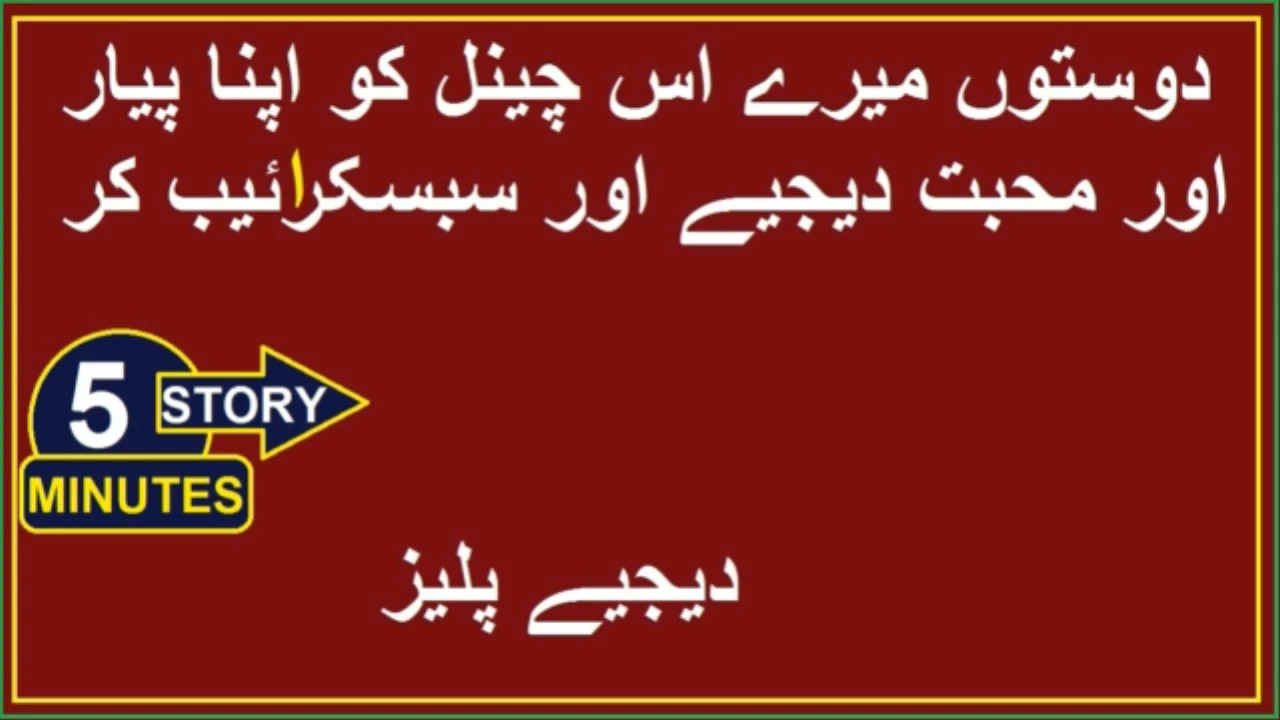 دوستوں میرے اس چینل کو اپنا پیار
اور محبت دیجیے اور سبسکرائیب کر
5 STORY
MINUTES
دیجیے پلیز